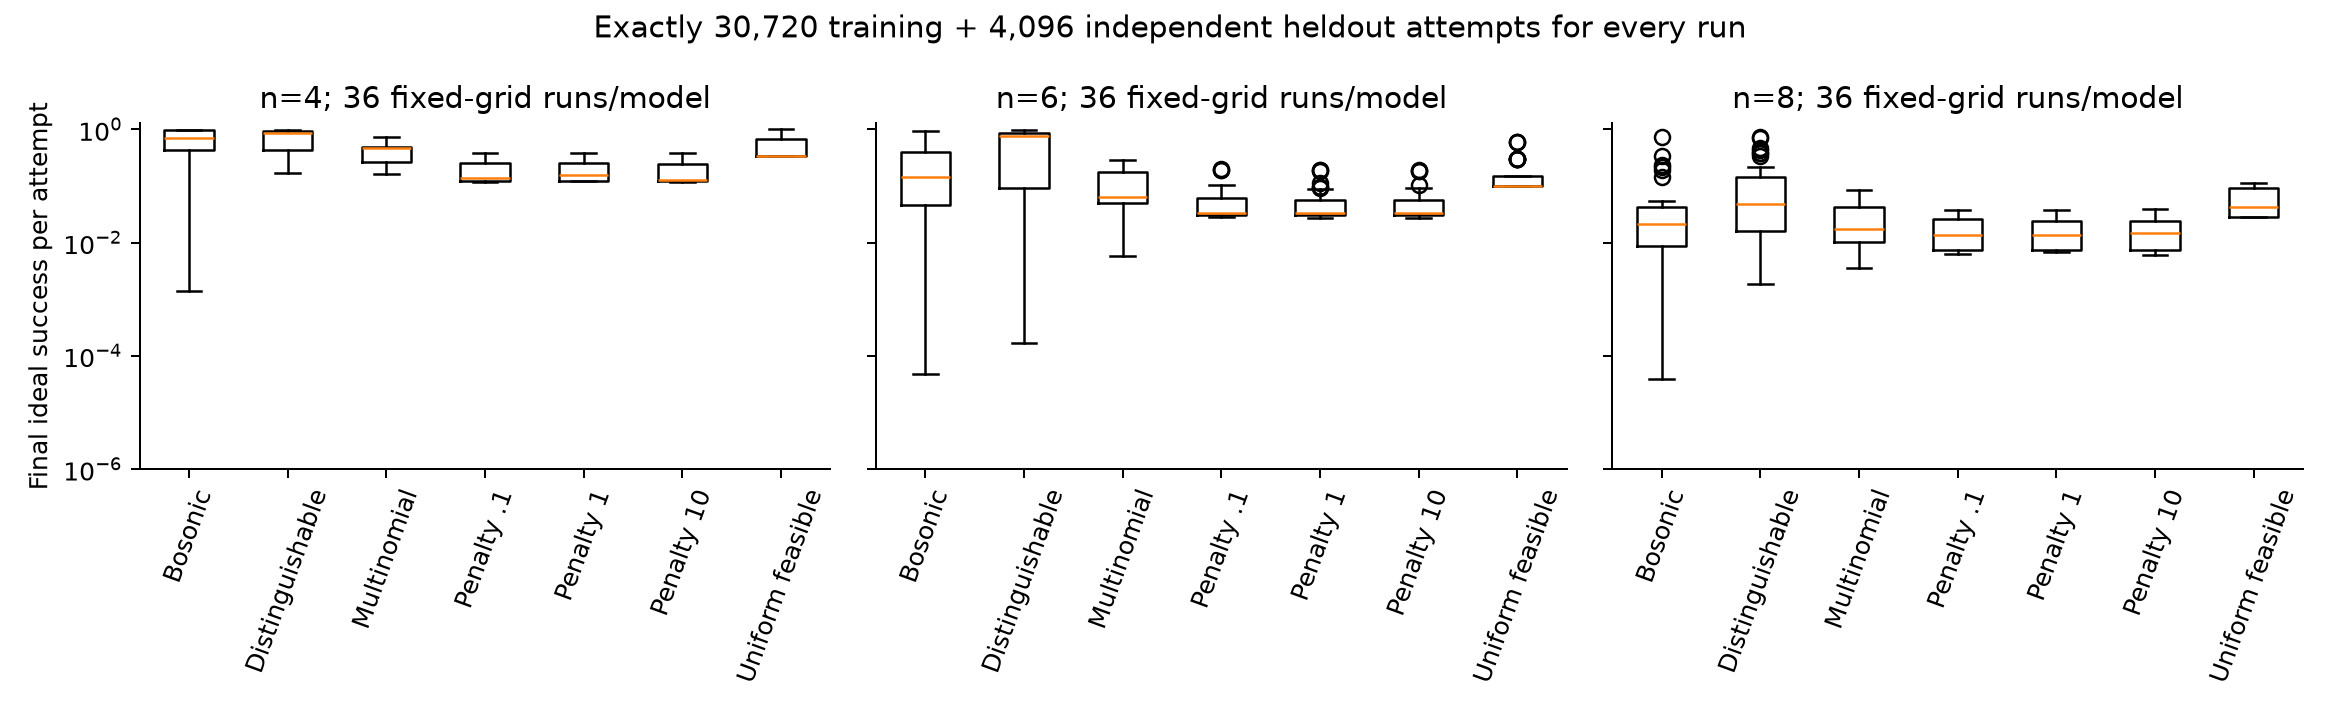 Exactly 30,720 training + 4,096 independent heldout attempts for every run
n=4; 36 fixed-grid runs/model
n=6; 36 fixed-grid runs/model
n=8; 36 fixed-grid runs/model
Final ideal success per attempt
10⁰
10⁻²
10⁻⁴
10⁻⁶
Bosonic
Distinguishable
Multinomial
Penalty .1
Penalty 1
Penalty 10
Uniform feasible
Bosonic
Distinguishable
Multinomial
Penalty .1
Penalty 1
Penalty 10
Uniform feasible
Bosonic
Distinguishable
Multinomial
Penalty .1
Penalty 1
Penalty 10
Uniform feasible